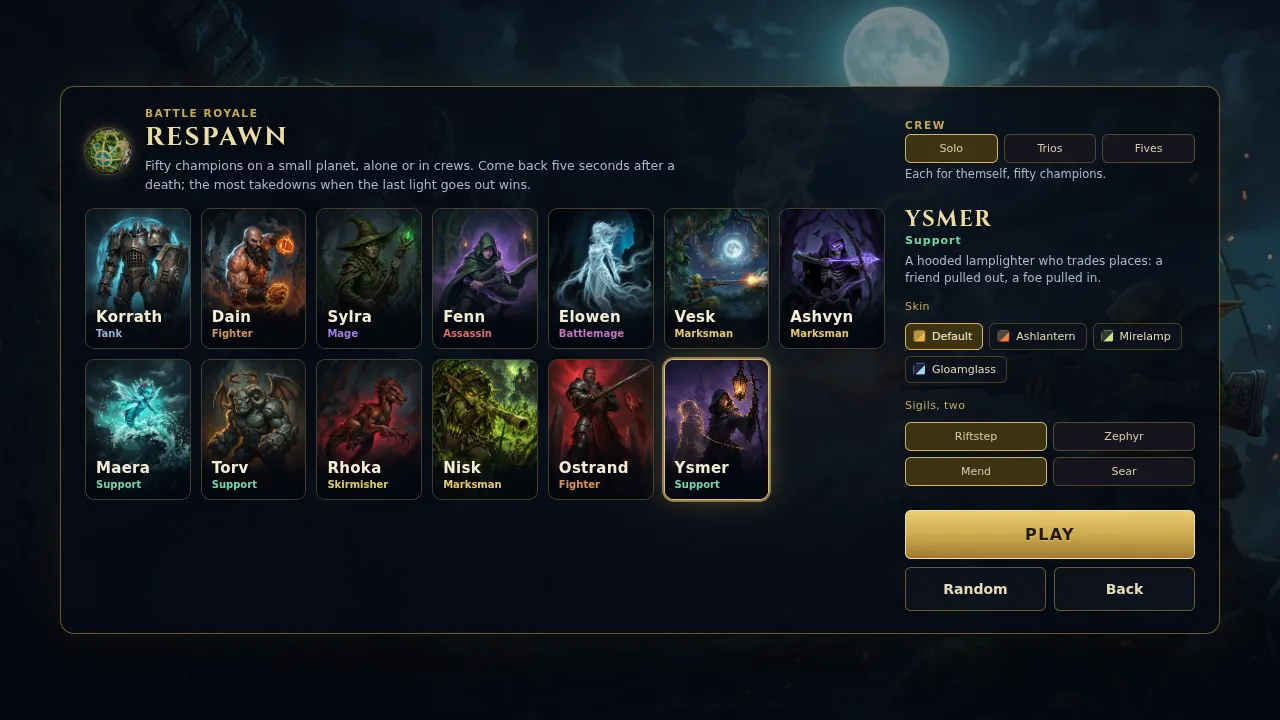 BATTLE ROYALE
RESPAWN
Fifty champions on a small planet, alone or in crews. Come back five seconds after a
death; the most takedowns when the last light goes out wins.
Korrath
Tank
Dain
Fighter
Sylra
Mage
Fenn
Assassin
Elowen
Battlemage
Vesk
Marksman
Ashvyn
Marksman
Maera
Support
Torv
Support
Rhoka
Skirmisher
Nisk
Marksman
Ostrand
Fighter
Ysmer
Support
CREW
Solo
Trios
Fives
Each for themself, fifty champions.
YSMER
Support
A hooded lamplighter who trades places: a
friend pulled out, a foe pulled in.
Skin
Default
Ashlantern
Mirelamp
Gloamglass
Sigils, two
Riftstep
Zephyr
Mend
Sear
PLAY
Random
Back